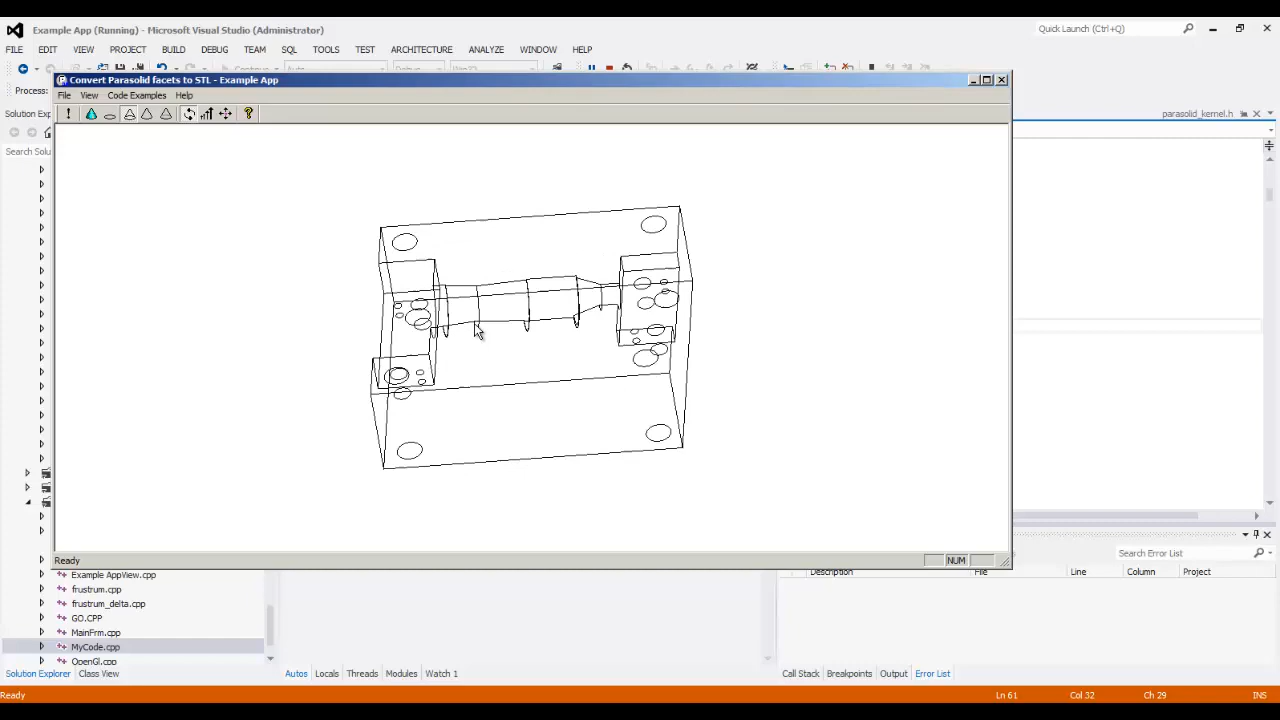 Example App (Running) - Microsoft Visual Studio (Administrator)
Quick Launch (Ctrl+Q)
FILE EDIT VIEW PROJECT BUILD DEBUG TEAM SQL TOOLS TEST ARCHITECTURE ANALYZE WINDOW HELP
Process:
Convert Parasolid facets to STL - Example App
File View Code Examples Help
Solution Exp
parasolid_kernel.h
Search Solu
Ready
NUM
Search Error List
Description File Line Column Project
Example AppView.cpp
frustrum.cpp
frustrum_delta.cpp
GO.CPP
MainFrm.cpp
MyCode.cpp
OpenGl.cpp
Solution Explorer Class View
Autos Locals Threads Modules Watch 1
Call Stack Breakpoints Output Error List
Ready
Ln 61 Col 32 Ch 29 INS